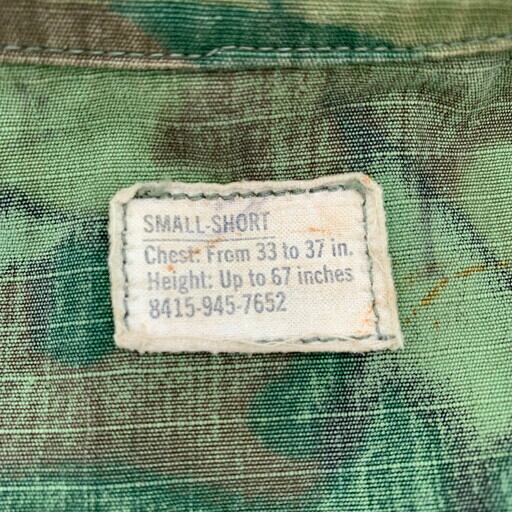 SMALL-SHORT
Chest: From 33 to 37 in.
Height: Up to 67 inches
8415-945-7652